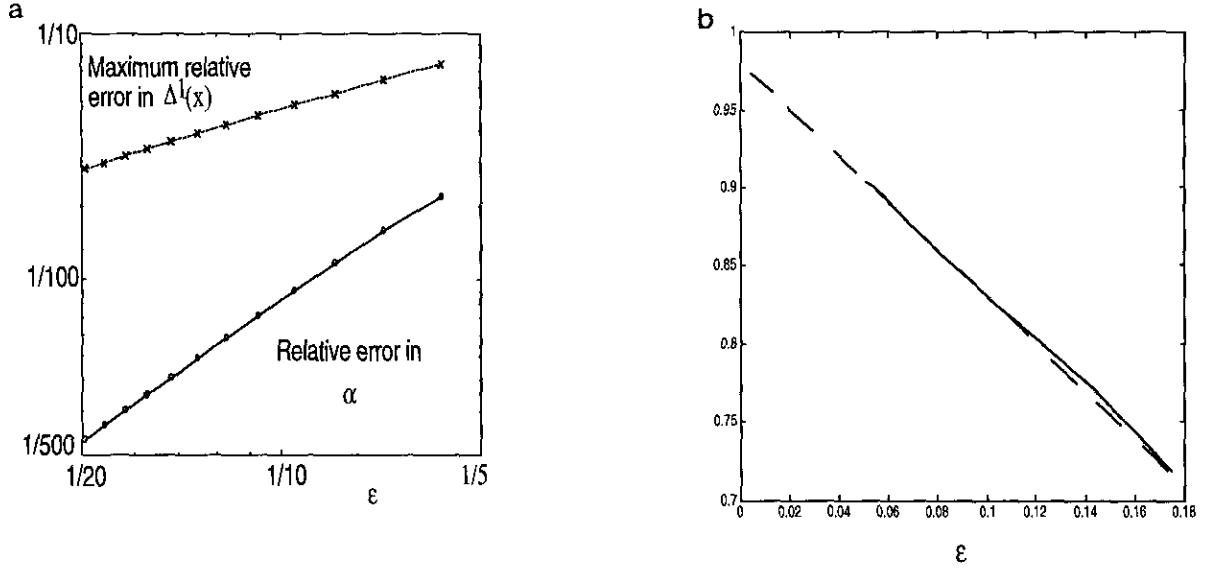 a
1/10
Maximum relative
error in Δ¹(x)
1/100
Relative error in
α
1/500
1/20
1/10
1/5
ε
b
1
0.95
0.9
0.85
0.8
0.75
0.7
0
0.02
0.04
0.06
0.08
0.1
0.12
0.14
0.16
0.18
ε